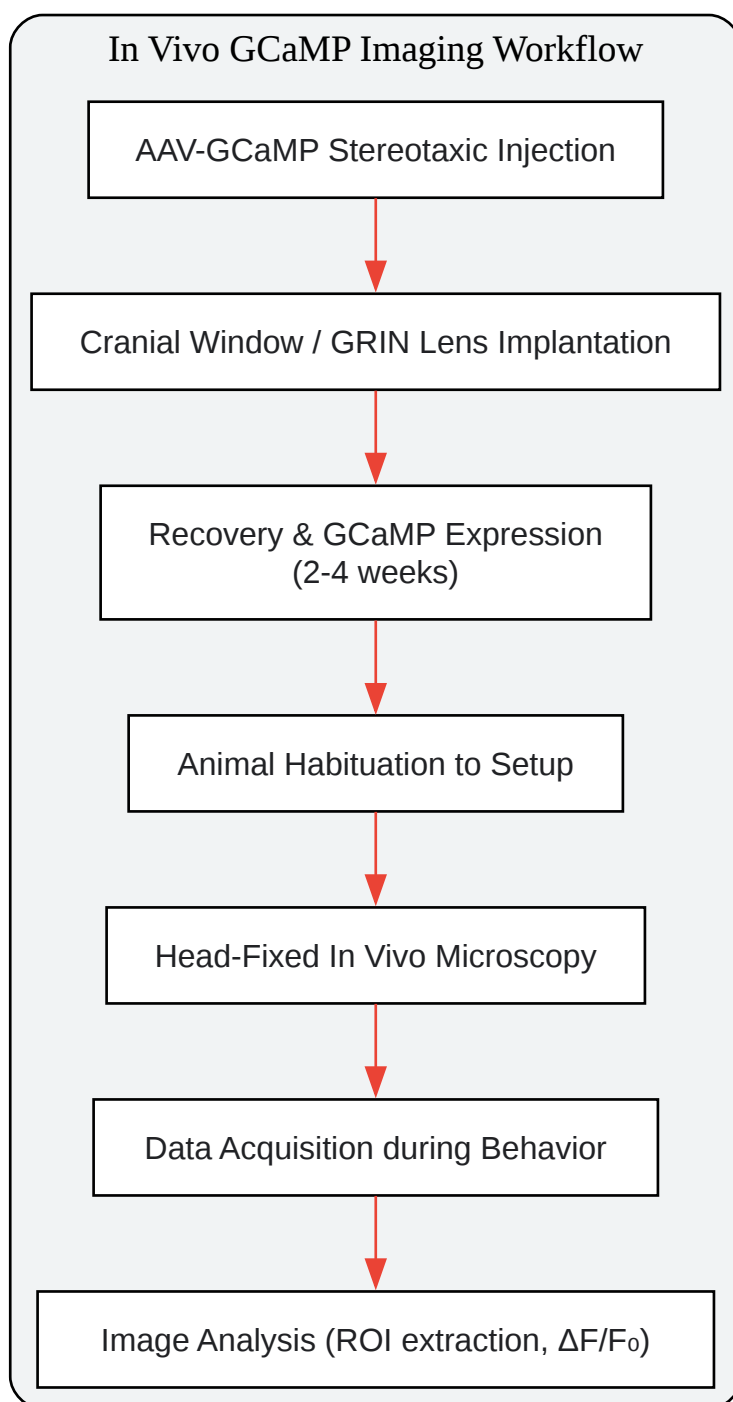 In Vivo GCaMP Imaging Workflow
AAV-GCaMP Stereotaxic Injection
Cranial Window / GRIN Lens Implantation
Recovery & GCaMP Expression
(2-4 weeks)
Animal Habituation to Setup
Head-Fixed In Vivo Microscopy
Data Acquisition during Behavior
Image Analysis (ROI extraction, ΔF/F₀)